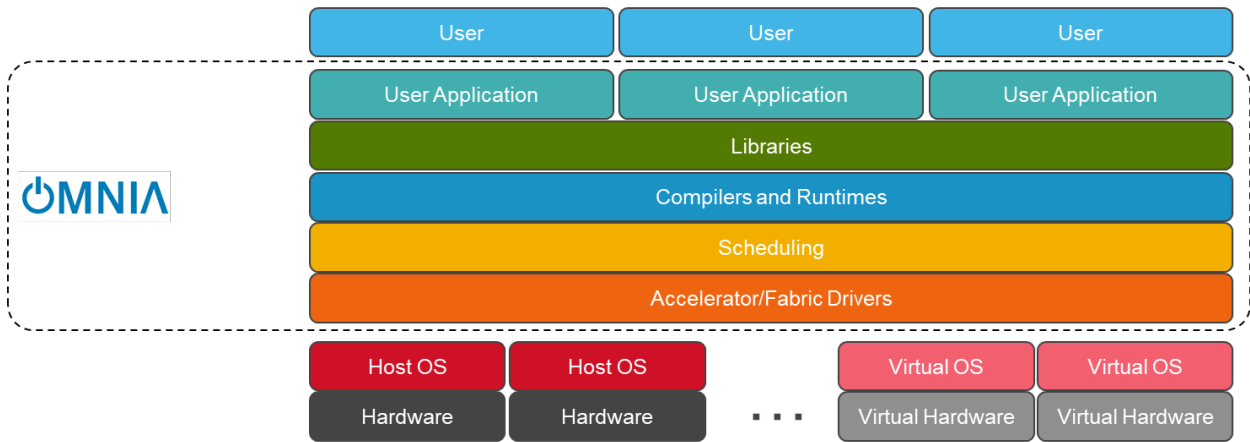 User User User
User Application User Application User Application
Libraries
OMNIA
Compilers and Runtimes
Scheduling
Accelerator/Fabric Drivers
Host OS Host OS Virtual OS Virtual OS
Hardware Hardware ... Virtual Hardware Virtual Hardware